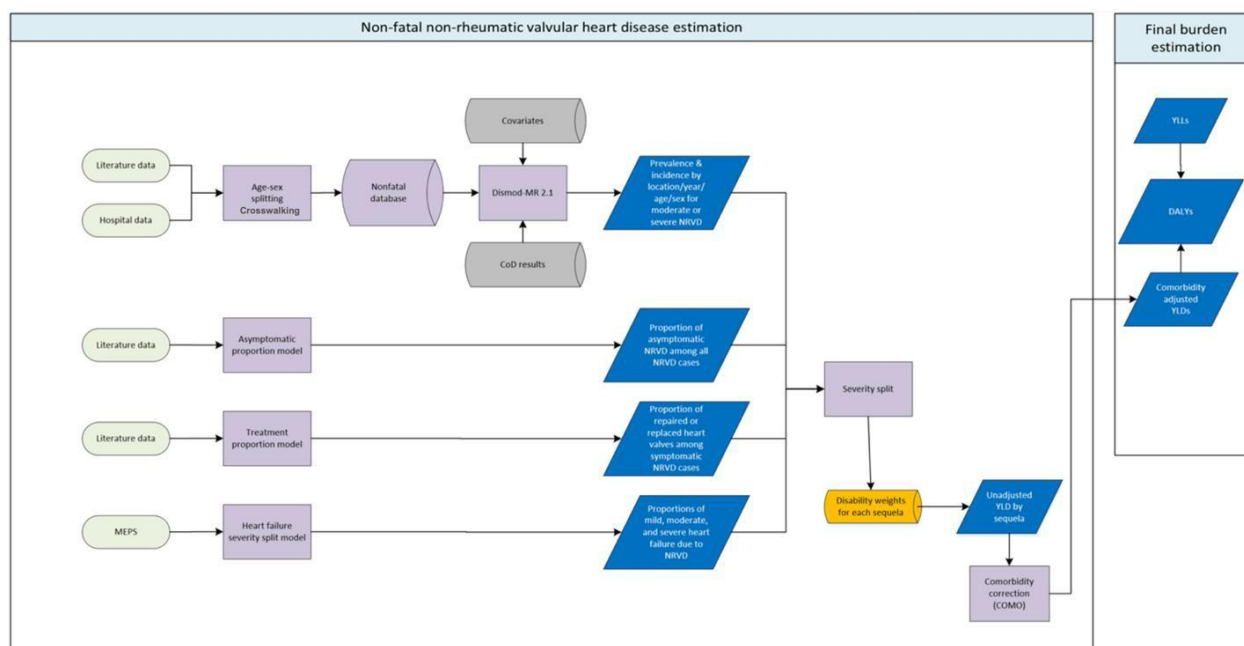 Non-fatal non-rheumatic valvular heart disease estimation
Final burden
estimation
Covariates
YLLs
Literature data
Hospital data
Age-sex
splitting
Crosswalking
Nonfatal
database
Dismod-MR 2.1
Prevalence &
incidence by
location/year/
age/sex for
moderate or
severe NRVD
DALYs
CoD results
Comorbidity
adjusted
YLDs
Literature data
Asymptomatic
proportion model
Proportion of
asymptomatic
NRVD among all
NRVD cases
Severity split
Literature data
Treatment
proportion model
Proportion of
repaired or
replaced heart
valves among
symptomatic
NRVD cases
Disability weights
for each sequela
Unadjusted
YLD by
sequela
MEPS
Heart failure
severity split model
Proportions of
mild, moderate,
and severe heart
failure due to
NRVD
Comorbidity
correction
(COMO)